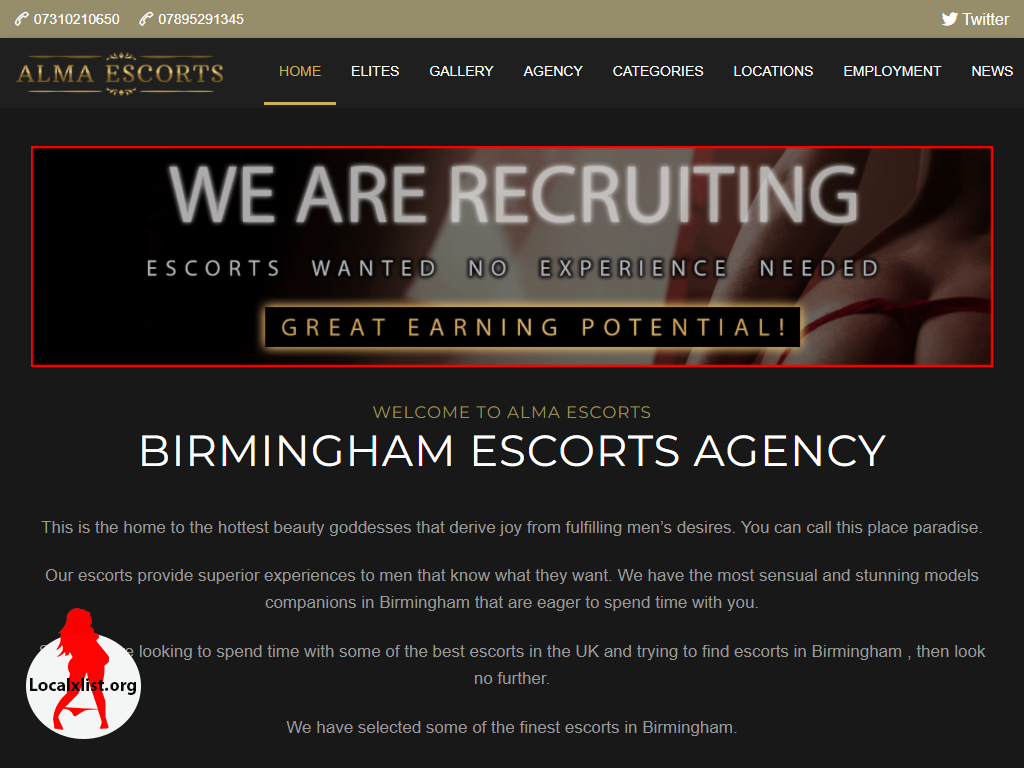 07310210650 07895291345 Twitter
ALMA ESCORTS
HOME ELITES GALLERY AGENCY CATEGORIES LOCATIONS EMPLOYMENT NEWS
WE ARE RECRUITING
ESCORTS WANTED NO EXPERIENCE NEEDED
GREAT EARNING POTENTIAL!
WELCOME TO ALMA ESCORTS
BIRMINGHAM ESCORTS AGENCY
This is the home to the hottest beauty goddesses that derive joy from fulfilling men’s desires. You can call this place paradise.
Our escorts provide superior experiences to men that know what they want. We have the most sensual and stunning models
companions in Birmingham that are eager to spend time with you.
looking to spend time with some of the best escorts in the UK and trying to find escorts in Birmingham , then look
no further.
Localxlist.org
We have selected some of the finest escorts in Birmingham.